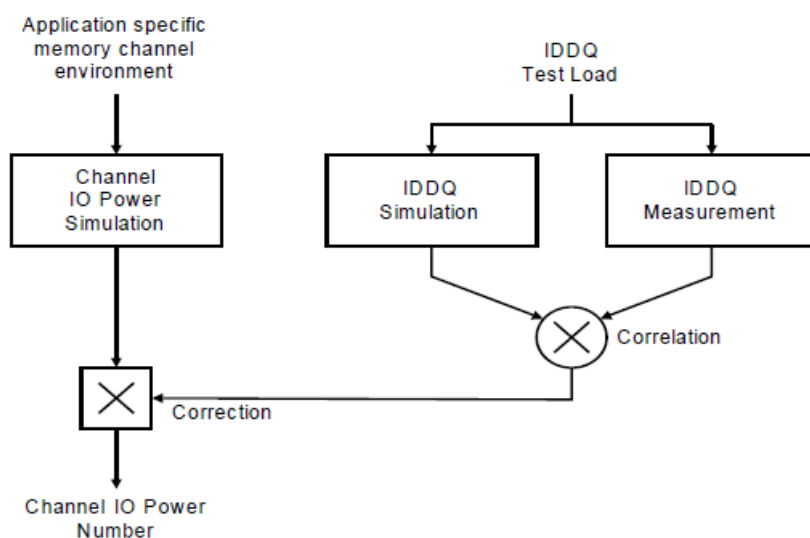 Application specific
memory channel
environment
IDDQ
Test Load
Channel
IO Power
Simulation
IDDQ
Simulation
IDDQ
Measurement
Correlation
Correction
Channel IO Power
Number